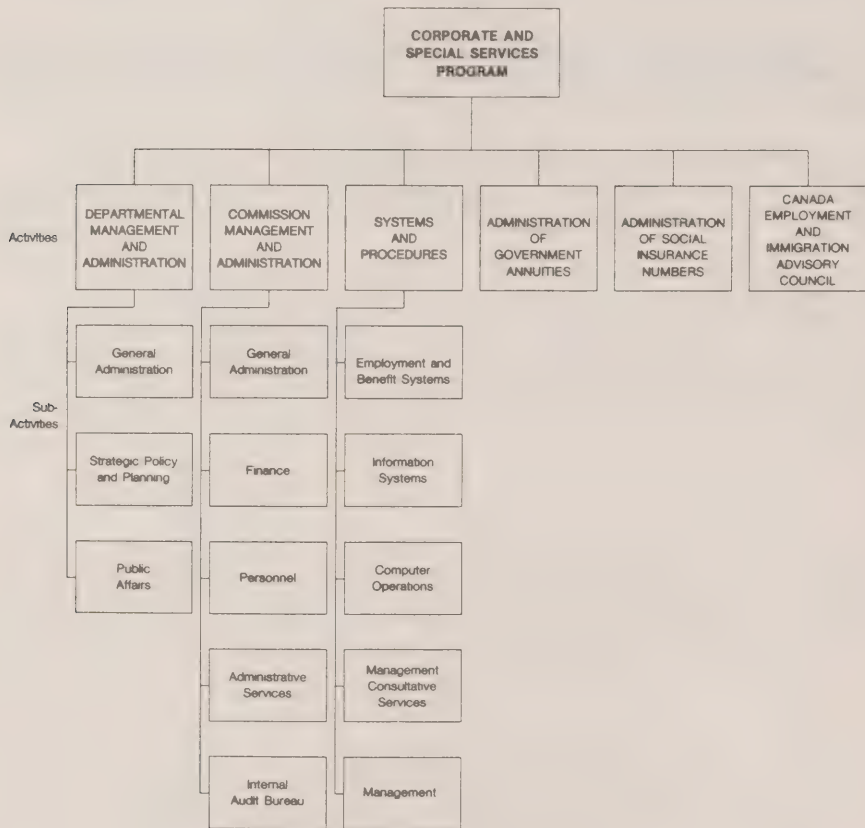 CORPORATE AND
SPECIAL SERVICES
PROGRAM
Activities
DEPARTMENTAL
MANAGEMENT
AND
ADMINISTRATION
COMMISSION
MANAGEMENT
AND
ADMINISTRATION
SYSTEMS
AND
PROCEDURES
ADMINISTRATION
OF
GOVERNMENT
ANNUITIES
ADMINISTRATION
OF SOCIAL
INSURANCE
NUMBERS
CANADA
EMPLOYMENT
AND
IMMIGRATION
ADVISORY
COUNCIL
Sub-
Activities
General
Administration
Strategic Policy
and Planning
Public
Affairs
General
Administration
Finance
Personnel
Administrative
Services
Internal
Audit Bureau
Employment and
Benefit Systems
Information
Systems
Computer
Operations
Management
Consultative
Services
Management